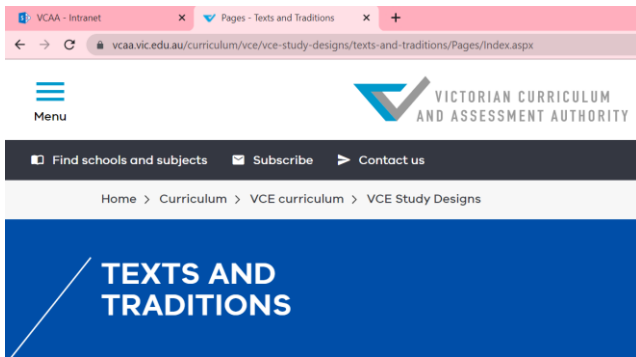 VCAA - Intranet × Pages - Texts and Traditions × +
vcaa.vic.edu.au/curriculum/vce/vce-study-designs/texts-and-traditions/Pages/Index.aspx
Menu
VICTORIAN CURRICULUM
AND ASSESSMENT AUTHORITY
Find schools and subjects Subscribe Contact us
Home > Curriculum > VCE curriculum > VCE Study Designs
TEXTS AND
TRADITIONS